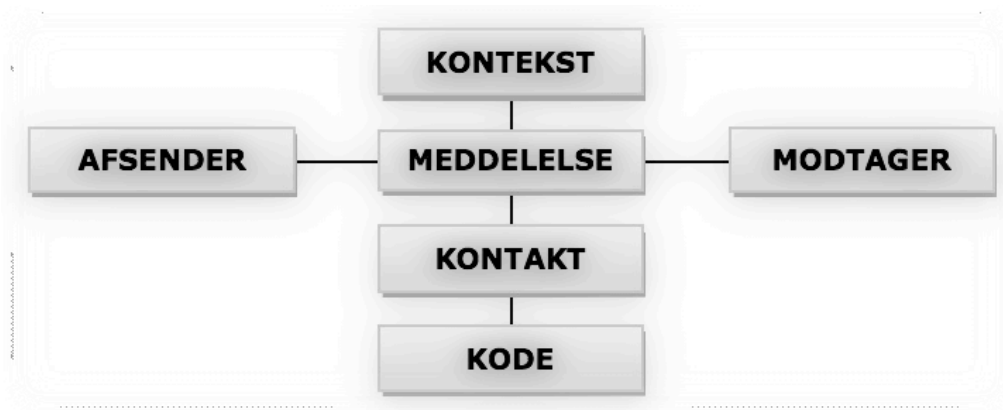 KONTEKST
AFSENDER MEDDELELSE MODTAGER
KONTAKT
KODE